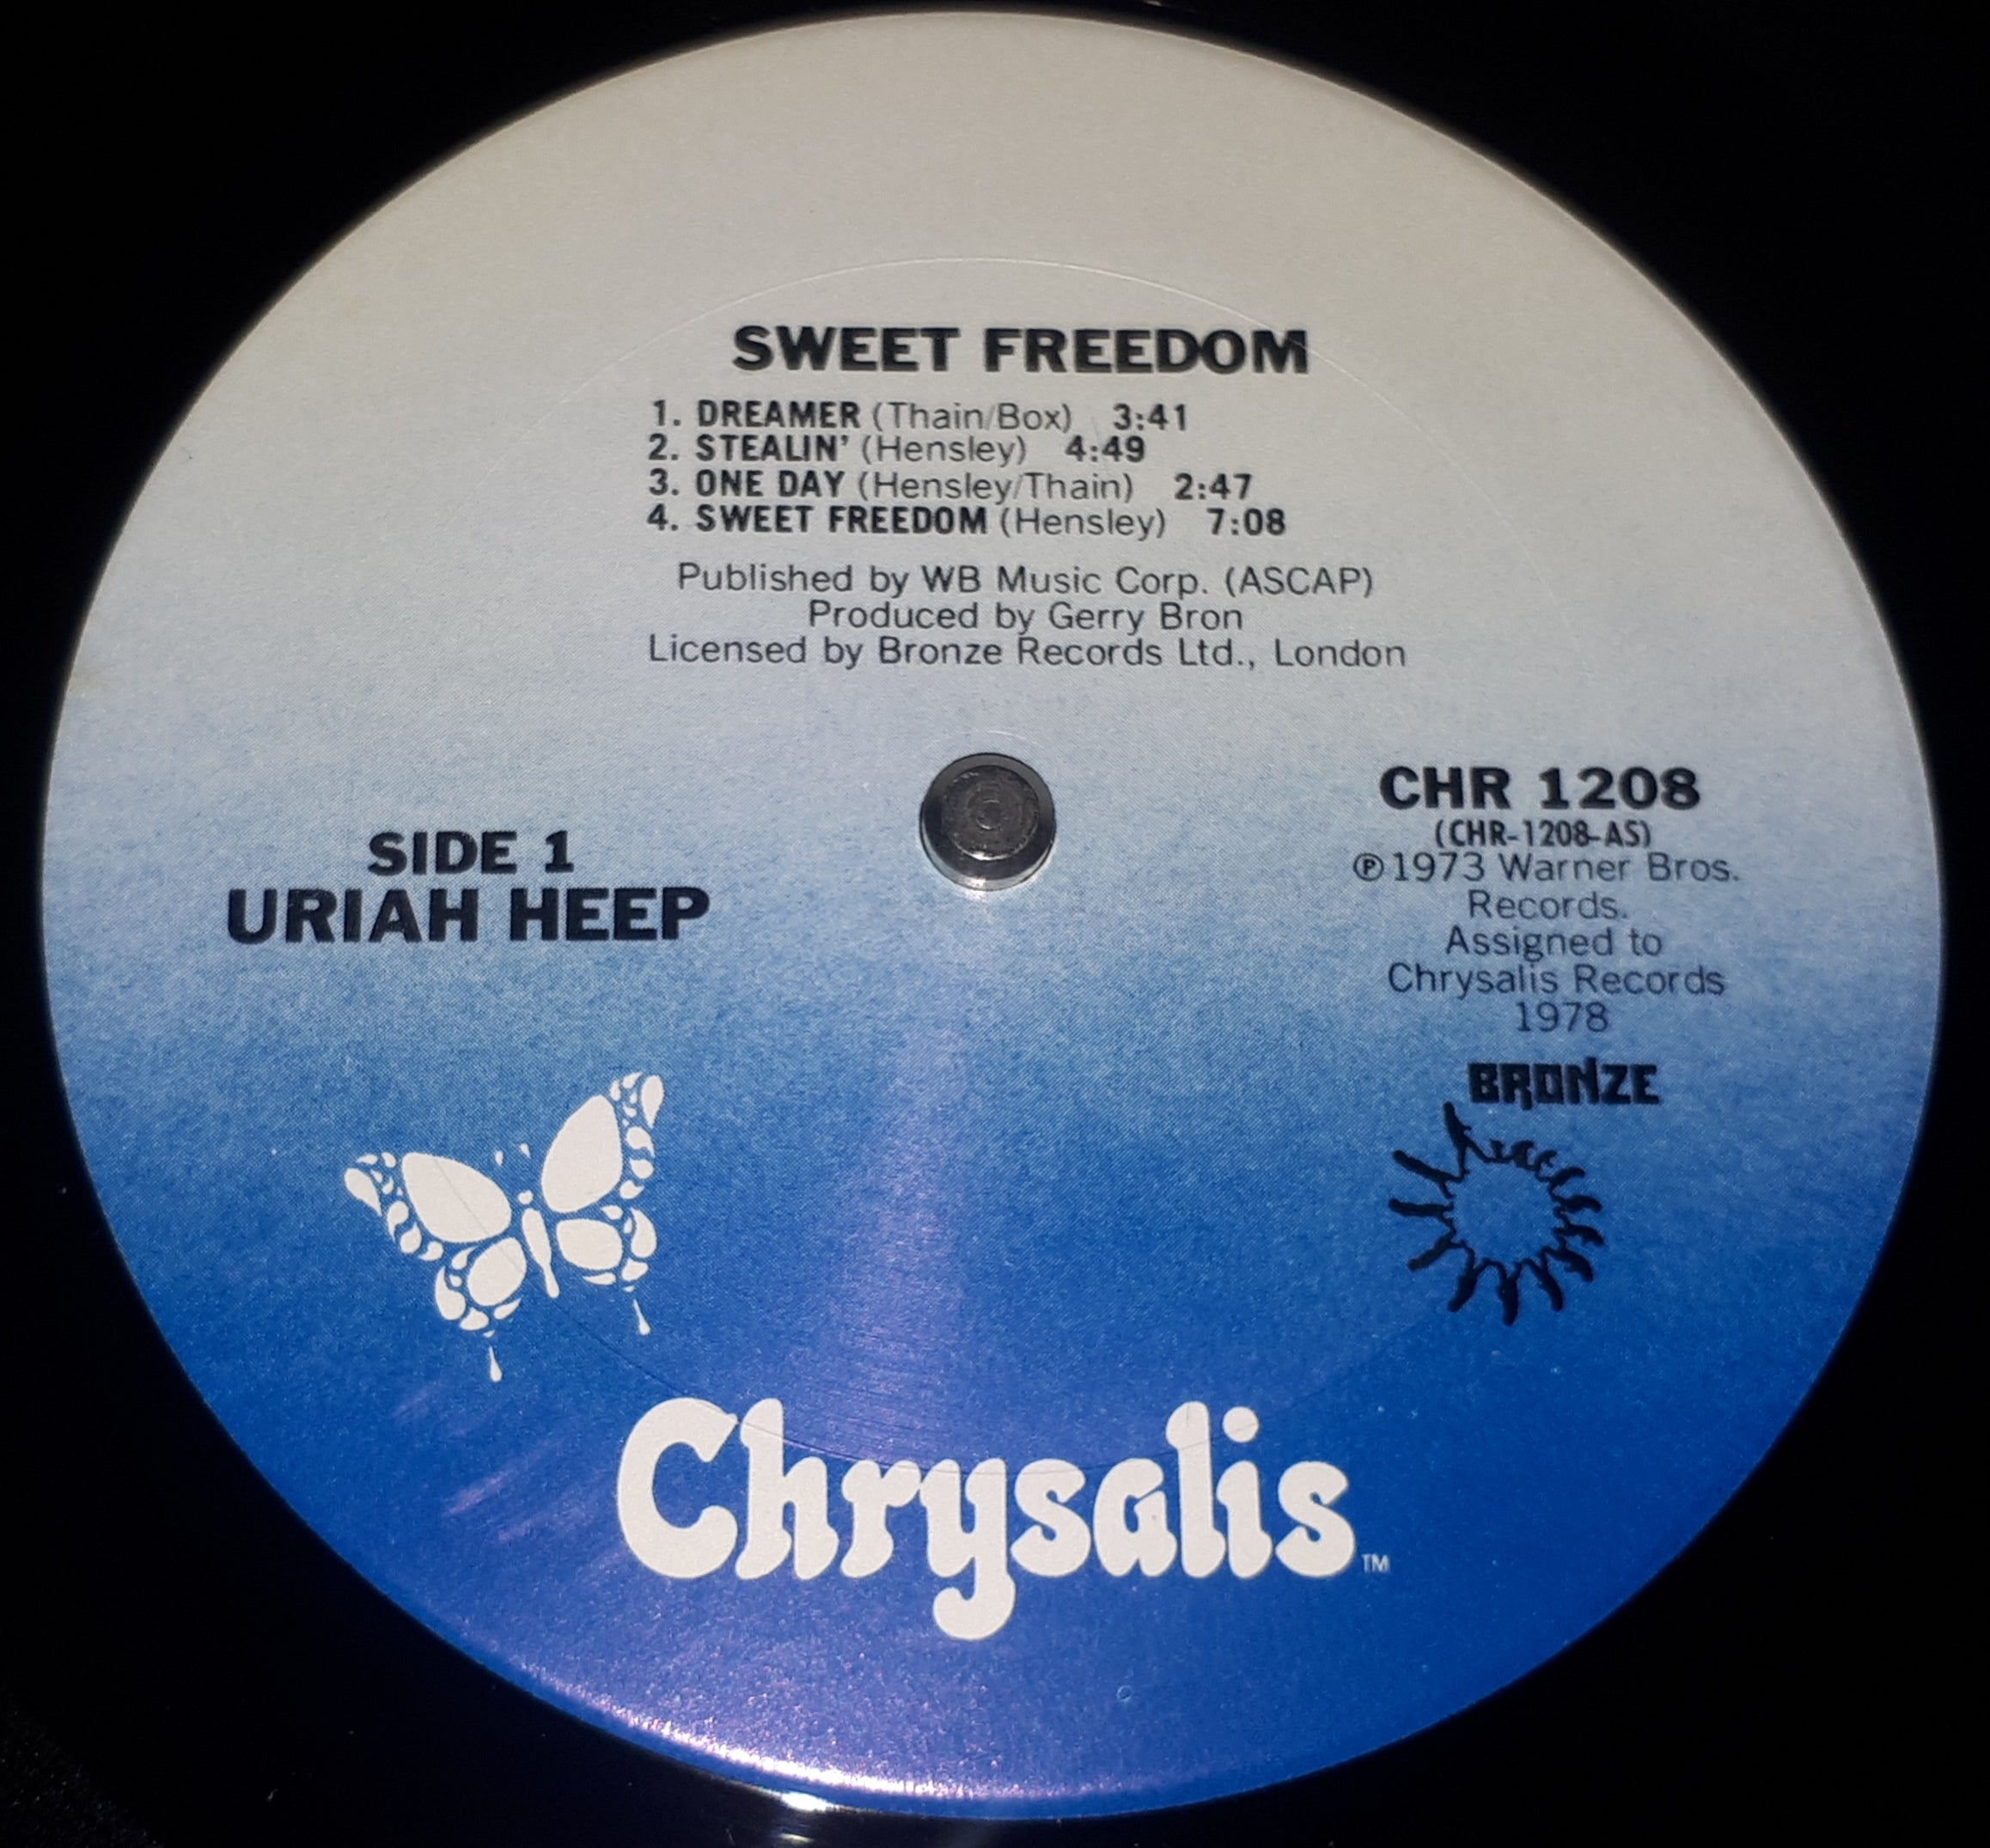 SWEET FREEDOM
1. DREAMER (Thain/Box) 3:41
2. STEALIN' (Hensley) 4:49
3. ONE DAY (Hensley/Thain) 2:47
4. SWEET FREEDOM (Hensley) 7:08
Published by WB Music Corp. (ASCAP)
Produced by Gerry Bron
Licensed by Bronze Records Ltd., London
SIDE 1
URIAH HEEP
CHR 1208
(CHR-1208-AS)
℗1973 Warner Bros.
Records.
Assigned to
Chrysalis Records
1978
BRONZE
Chrysalis TM